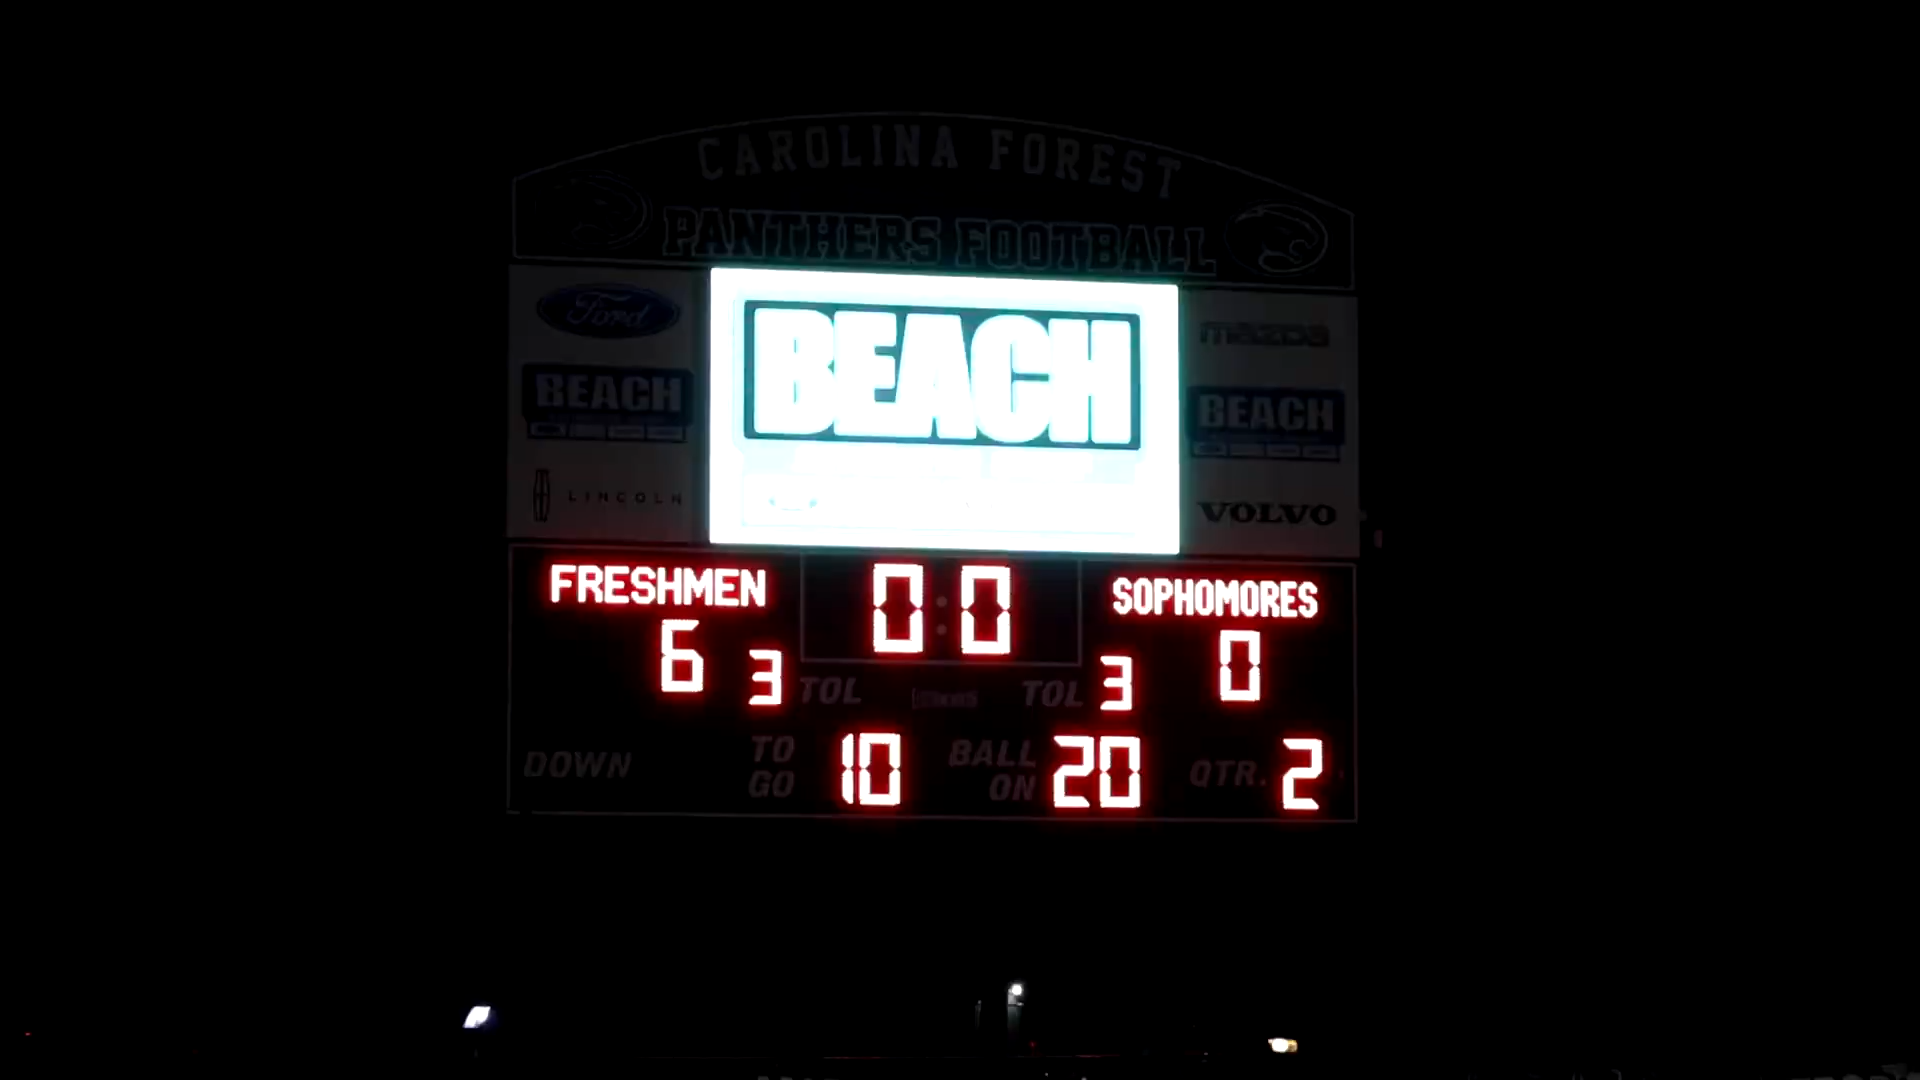 CAROLINA FOREST
PANTHERS FOOTBALL
Ford
BEACH
mazda
BEACH
BEACH
LINCOLN
VOLVO
FRESHMEN
0:0
SOPHOMORES
6
3 TOL
TOL 3
0
DOWN
TO GO 10
BALL ON 20
QTR. 2